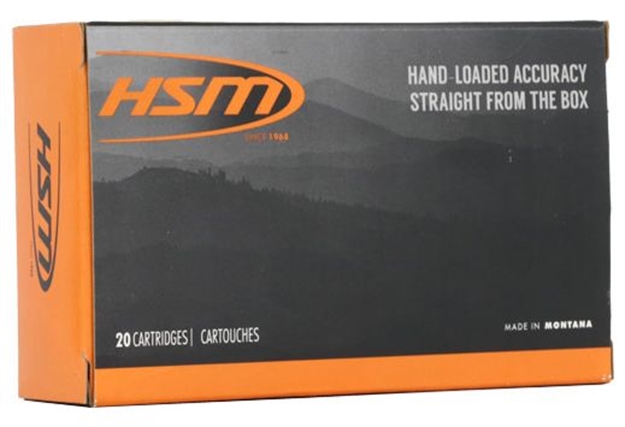 HSM
SINCE 1968
HAND-LOADED ACCURACY
STRAIGHT FROM THE BOX
HSM
20 CARTRIDGES | CARTOUCHES
MADE IN MONTANA